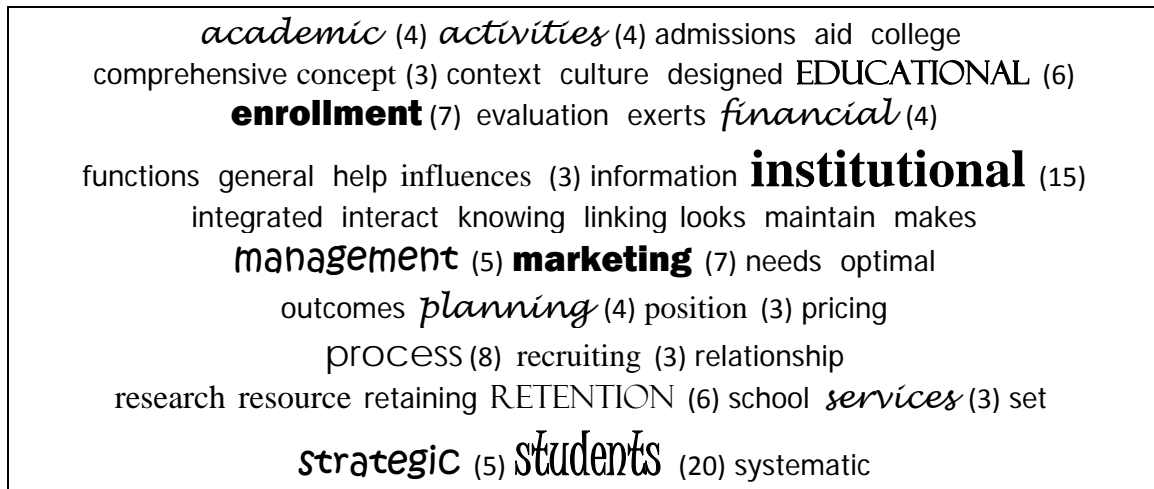 academic (4) activities (4) admissions aid college
comprehensive concept (3) context culture designed EDUCATIONAL (6)
enrollment (7) evaluation exerts financial (4)
functions general help influences (3) information institutional (15)
integrated interact knowing linking looks maintain makes
management (5) marketing (7) needs optimal
outcomes planning (4) position (3) pricing
process (8) recruiting (3) relationship
research resource retaining RETENTION (6) school services (3) set
strategic (5) students (20) systematic